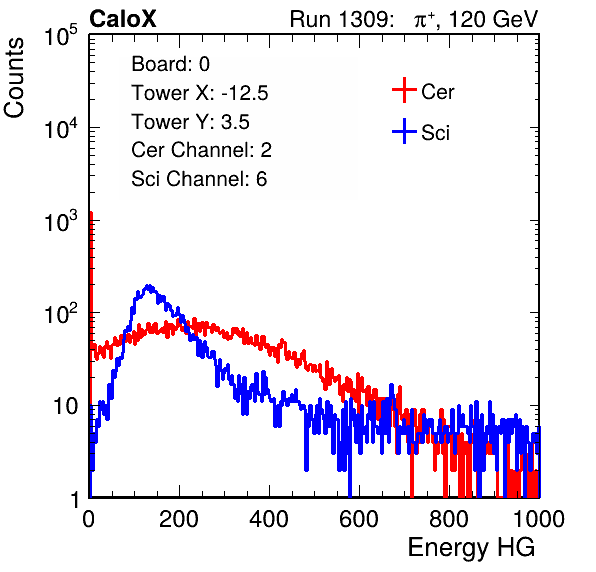 CaloX Run 1309: π⁺, 120 GeV
Counts
10⁵
10⁴
10³
10²
10
1
Board: 0
Tower X: -12.5
Tower Y: 3.5
Cer Channel: 2
Sci Channel: 6
Cer
Sci
0 200 400 600 800 1000
Energy HG